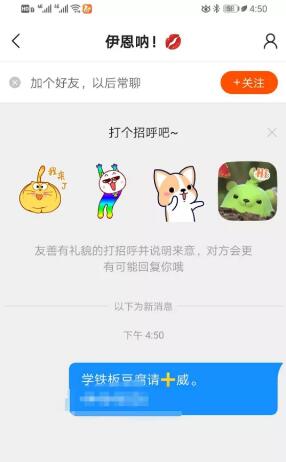 4:50
伊恩呐！💋
加个好友，以后常聊
+关注
打个招呼吧~
我来了
Hi
友善有礼貌的打招呼并说明来意，对方会更
有可能回复你哦
以下为新消息
下午 4:50
学铁板豆腐请➕威。